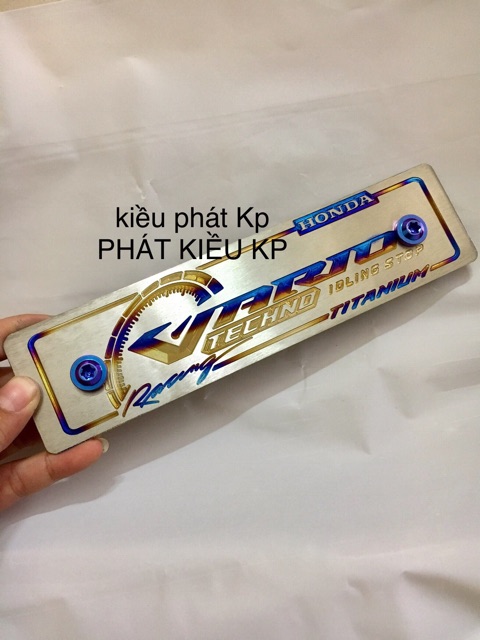 kiều phát Kp
PHÁT KIỀU KP
HONDA
VARIO
TECHNO
IDLING STOP
Racing
TITANIUM